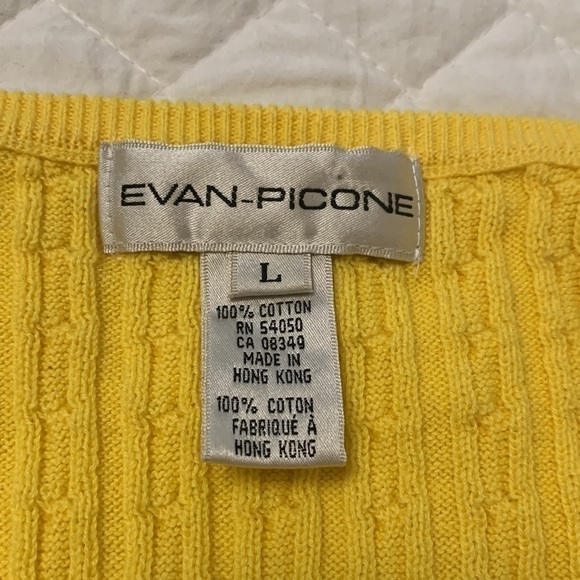 EVAN-PICONE
L
100% COTTON
RN 54050
CA 08349
MADE IN
HONG KONG
100% COTON
FABRIQUÉ À
HONG KONG